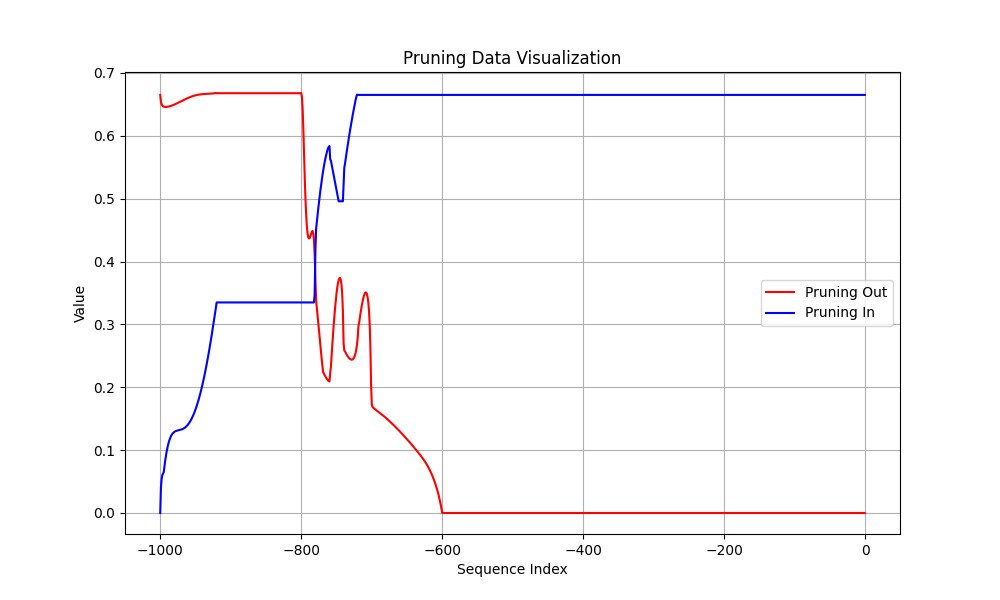 Pruning Data Visualization
Value
0.7
0.6
0.5
0.4
0.3
0.2
0.1
0.0
Pruning Out
Pruning In
−1000
−800
−600
−400
−200
0
Sequence Index